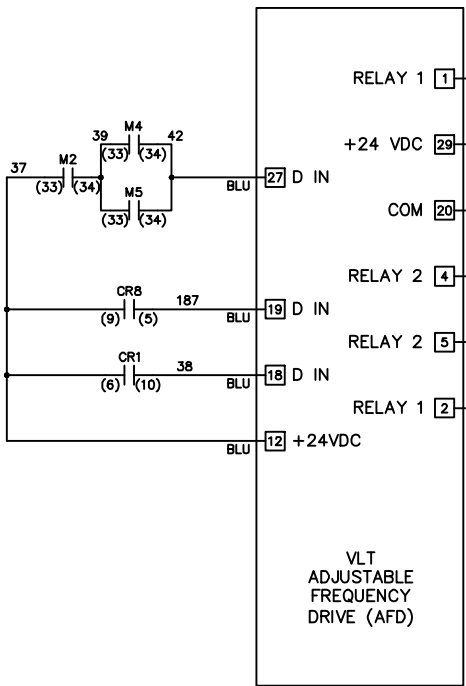 RELAY 1 1
M4
39 42
(33) (34)
+24 VDC 29
37 M2
(33) (34)
27 D IN
BLU
M5
(33) (34)
COM 20
RELAY 2 4
CR8 187
(9) (5)
19 D IN
BLU
RELAY 2 5
CR1 38
(6) (10)
18 D IN
BLU
RELAY 1 2
12 +24VDC
BLU
VLT
ADJUSTABLE
FREQUENCY
DRIVE (AFD)